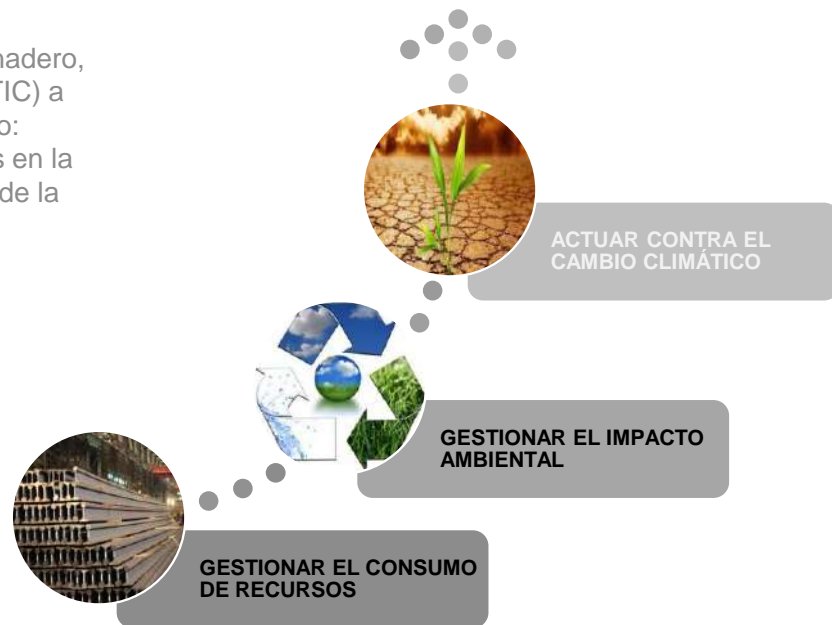 nadero,
TIC) a
o:
s en la
de la
ACTUAR CONTRA EL
CAMBIO CLIMÁTICO
GESTIONAR EL IMPACTO
AMBIENTAL
GESTIONAR EL CONSUMO
DE RECURSOS